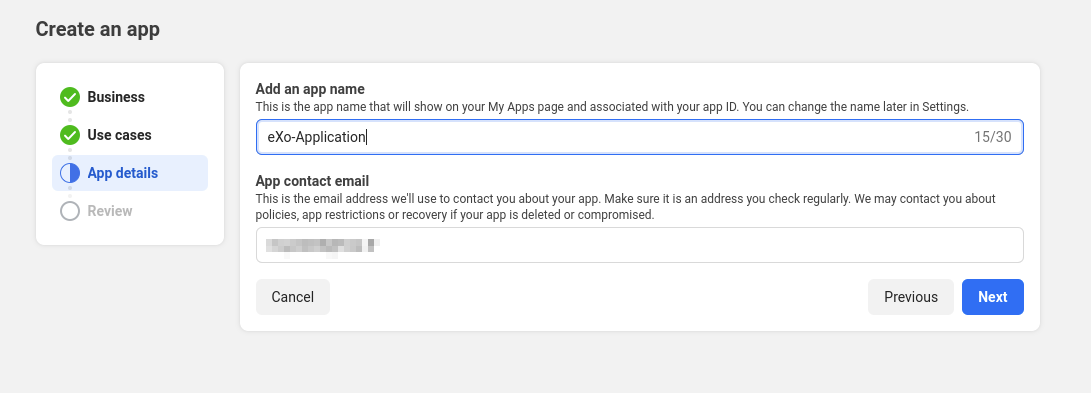 Create an app
Business
Use cases
App details
Review
Add an app name
This is the app name that will show on your My Apps page and associated with your app ID. You can change the name later in Settings.
eXo-Application
15/30
App contact email
This is the email address we'll use to contact you about your app. Make sure it is an address you check regularly. We may contact you about
policies, app restrictions or recovery if your app is deleted or compromised.
Cancel
Previous
Next